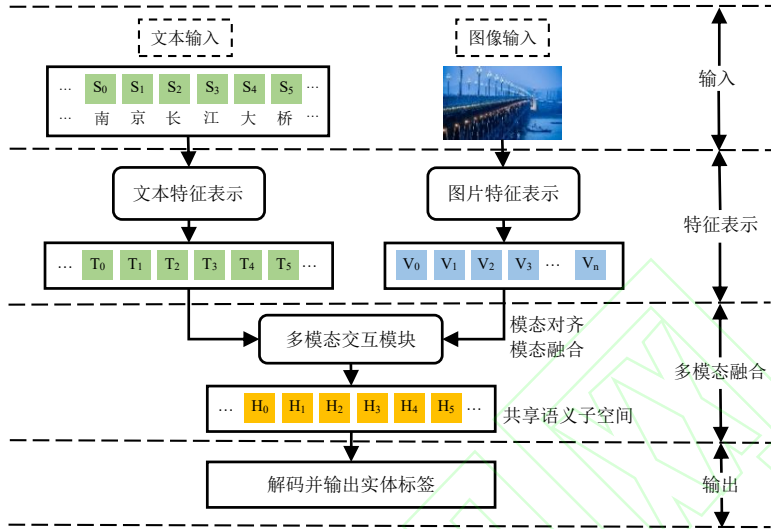 文本输入
图像输入
输入
… S₀ S₁ S₂ S₃ S₄ S₅ …
… 南 京 长 江 大 桥 …
文本特征表示
图片特征表示
特征表示
… T₀ T₁ T₂ T₃ T₄ T₅ …
V₀ V₁ V₂ V₃ … Vₙ
多模态交互模块
模态对齐
模态融合
多模态融合
… H₀ H₁ H₂ H₃ H₄ H₅ …
共享语义子空间
解码并输出实体标签
输出